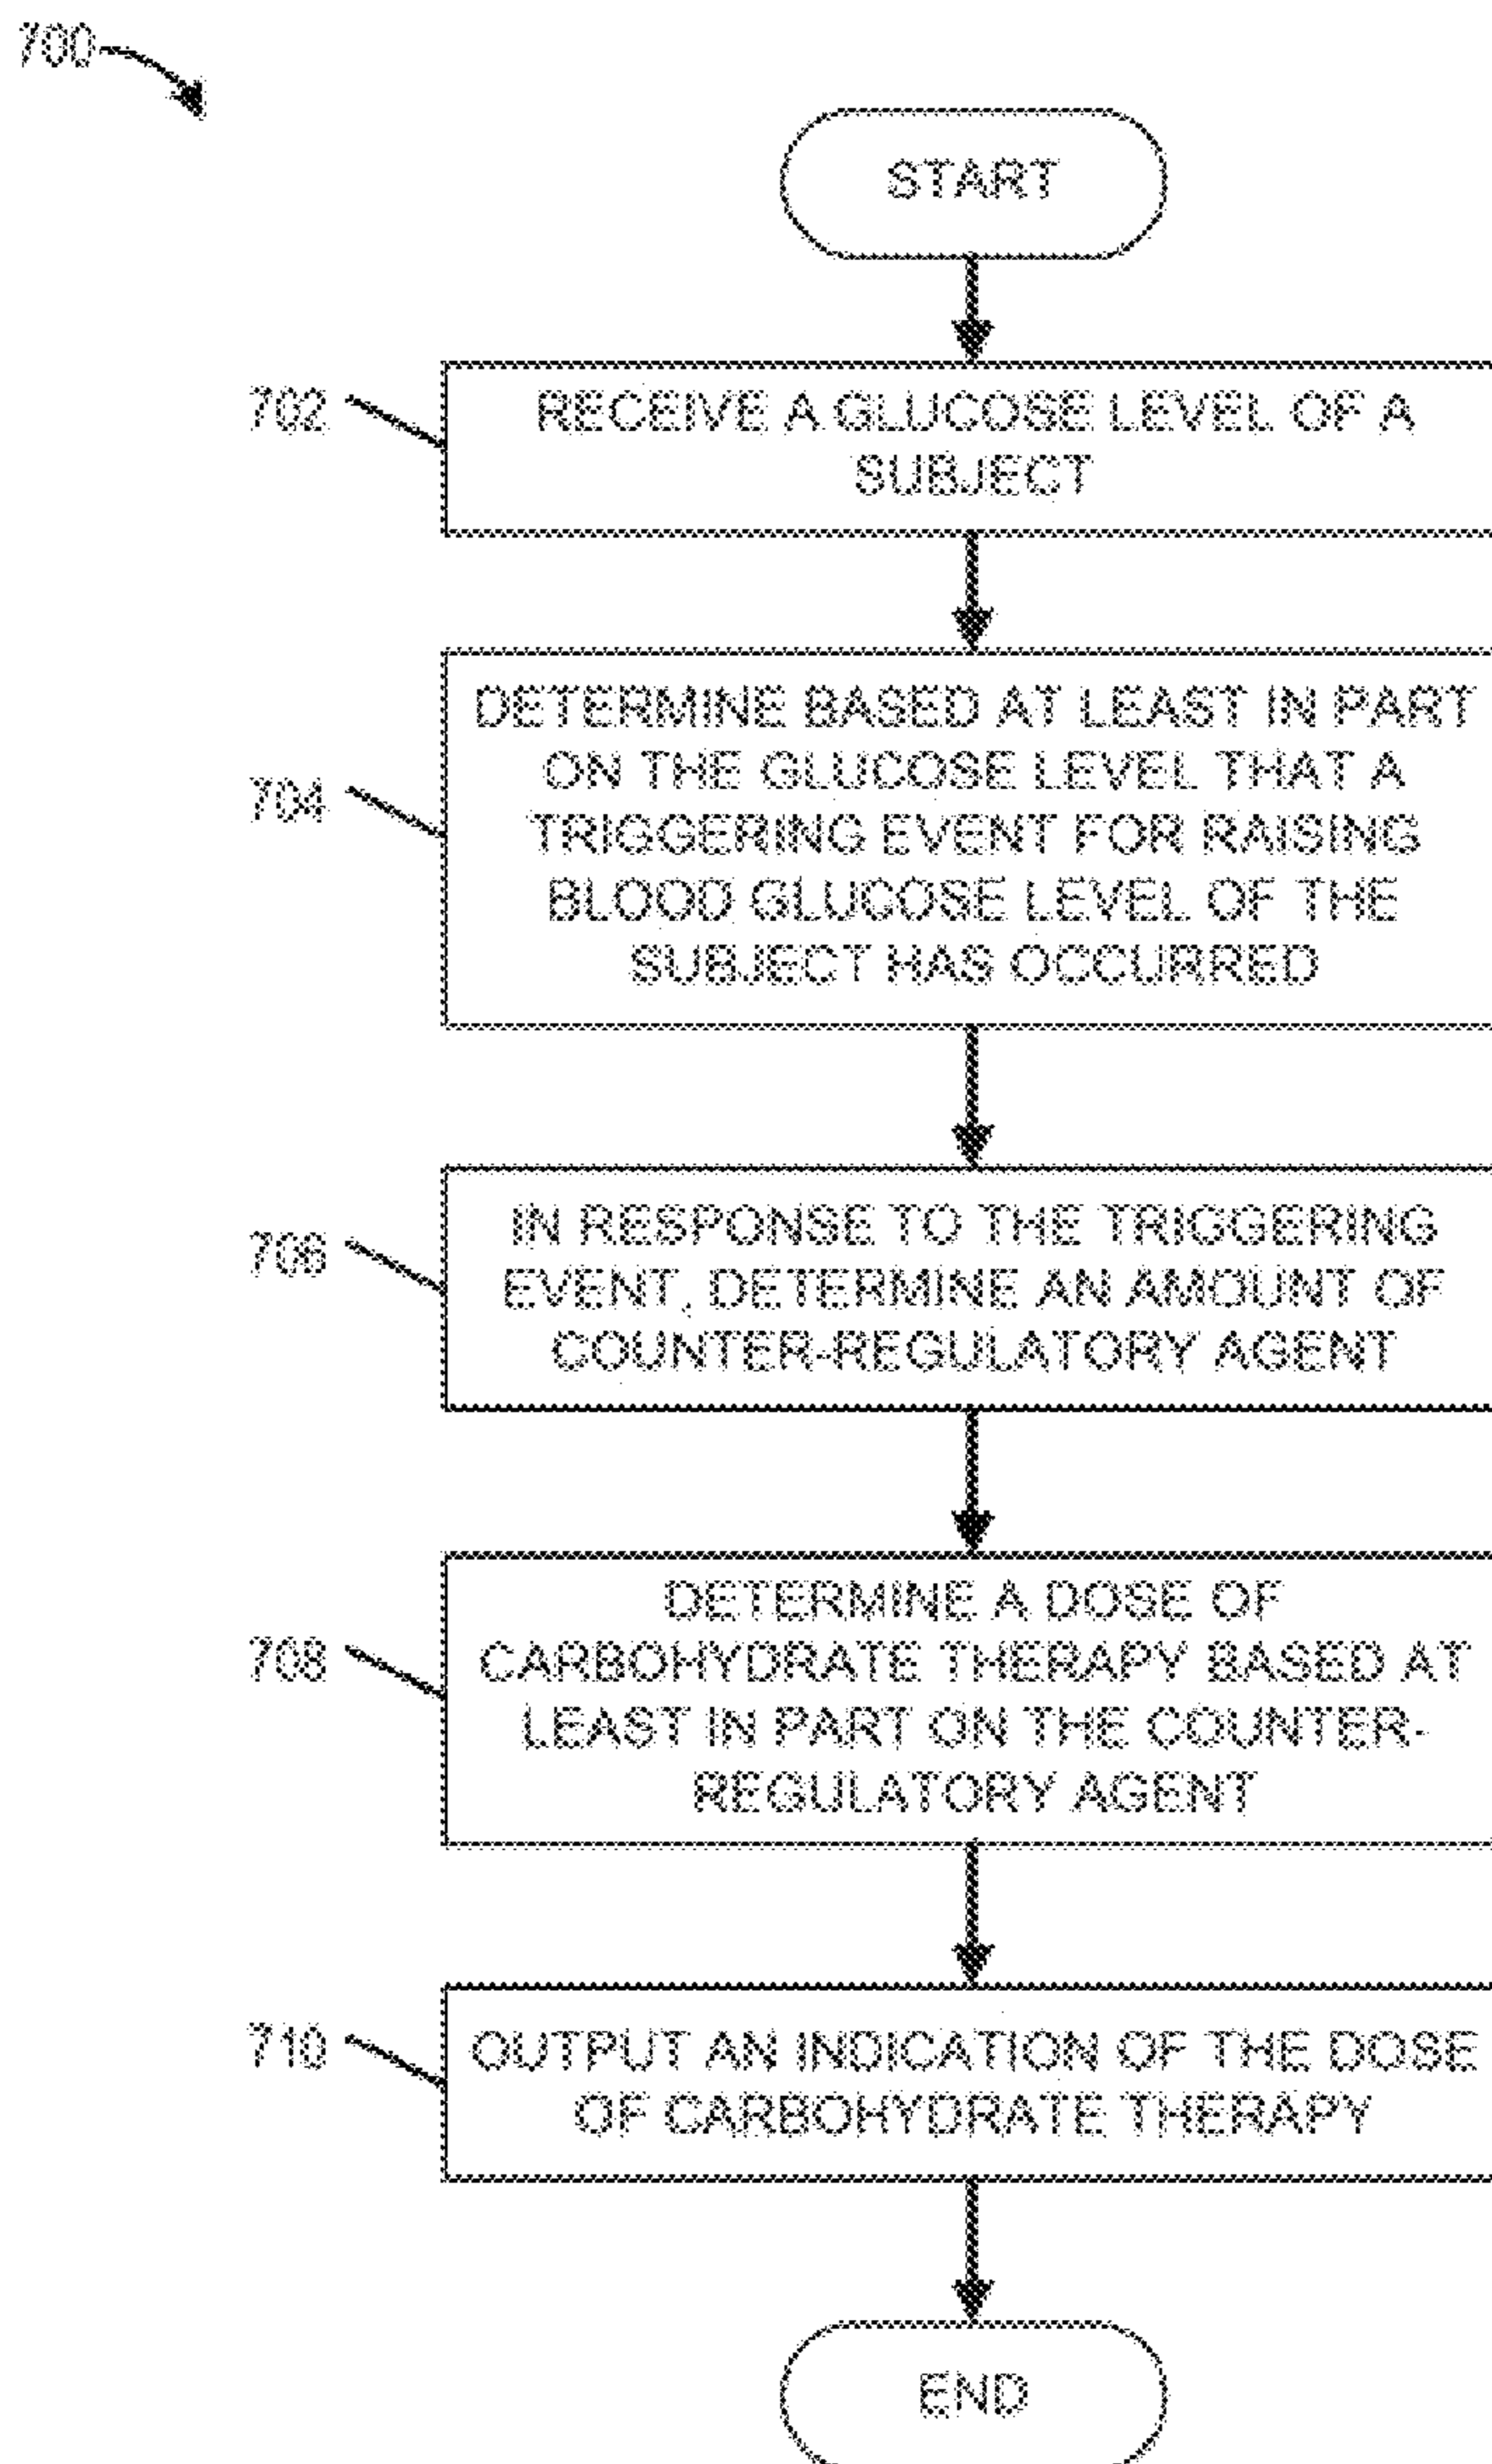 700
START
702
RECEIVE A GLUCOSE LEVEL OF A
SUBJECT
704
DETERMINE BASED AT LEAST IN PART
ON THE GLUCOSE LEVEL THAT A
TRIGGERING EVENT FOR RAISING
BLOOD GLUCOSE LEVEL OF THE
SUBJECT HAS OCCURRED
706
IN RESPONSE TO THE TRIGGERING
EVENT, DETERMINE AN AMOUNT OF
COUNTER-REGULATORY AGENT
708
DETERMINE A DOSE OF
CARBOHYDRATE THERAPY BASED AT
LEAST IN PART ON THE COUNTER-
REGULATORY AGENT
710
OUTPUT AN INDICATION OF THE DOSE
OF CARBOHYDRATE THERAPY
END